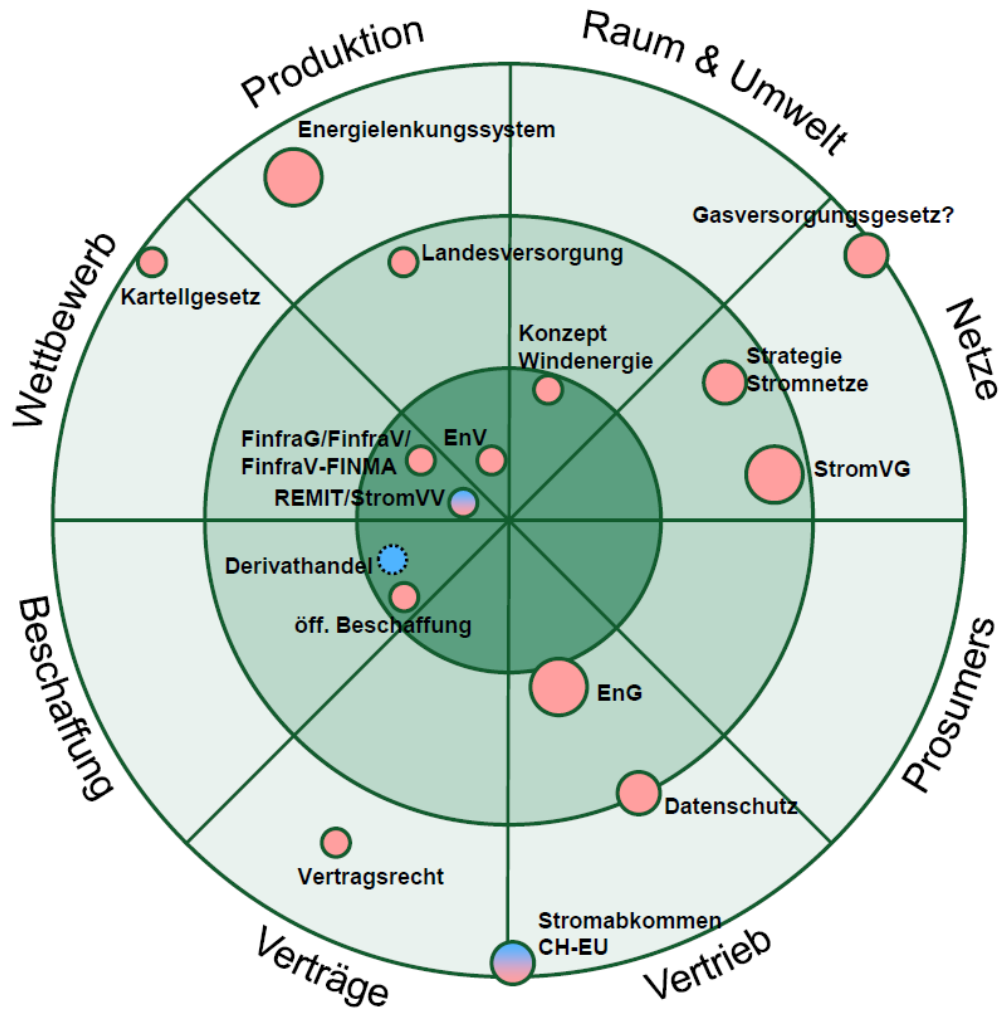 Produktion
Raum & Umwelt
Energielenkungssystem
Gasversorgungsgesetz?
Wettbewerb
Kartellgesetz
Landesversorgung
Netze
Konzept
Windenergie
Strategie
Stromnetze
FinfraG/FinfraV/
FinfraV-FINMA
EnV
REMIT/StromVV
StromVG
Derivathandel
öff. Beschaffung
Beschaffung
Prosumers
EnG
Datenschutz
Vertragsrecht
Stromabkommen
CH-EU
Verträge
Vertrieb